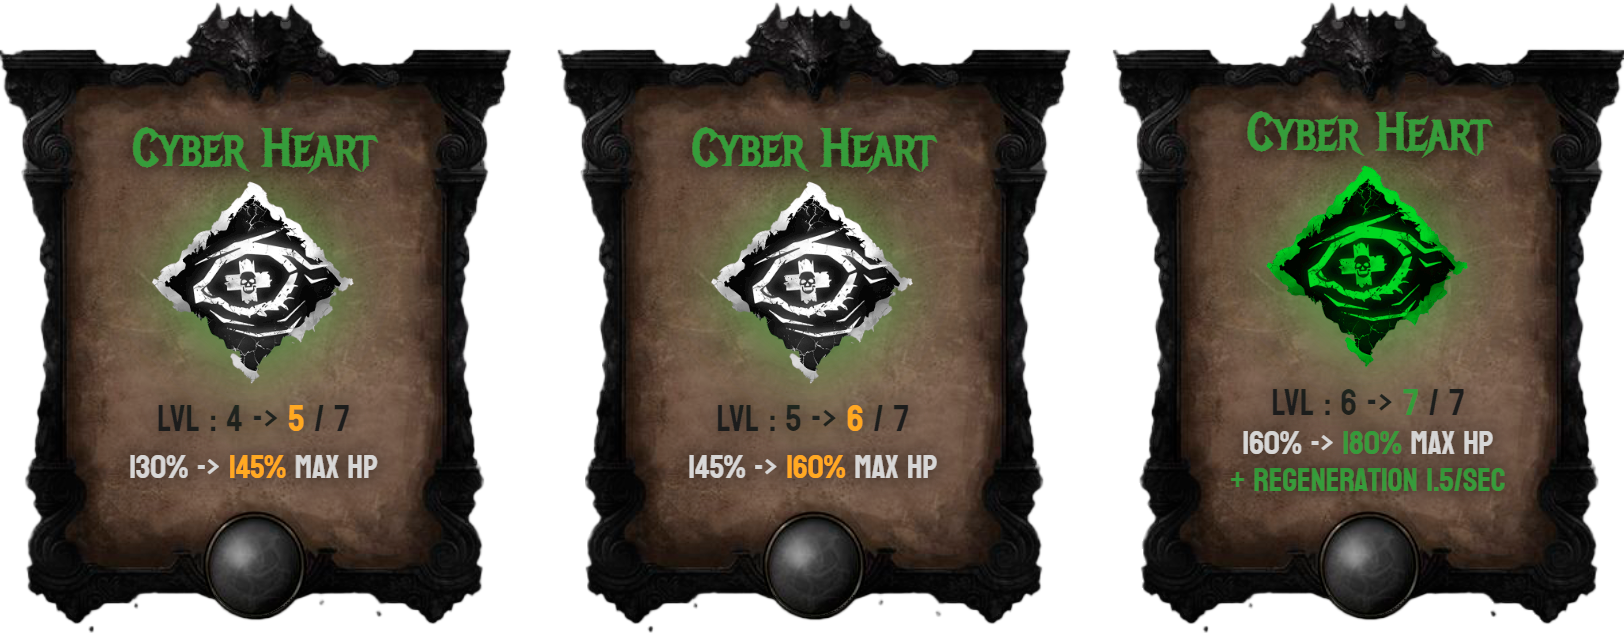 Cyber Heart
LVL : 4 -> 5 / 7
130% -> 145% MAX HP
Cyber Heart
LVL : 5 -> 6 / 7
145% -> 160% MAX HP
Cyber Heart
LVL : 6 -> 7 / 7
160% -> 180% MAX HP
+ REGENERATION 1.5/SEC